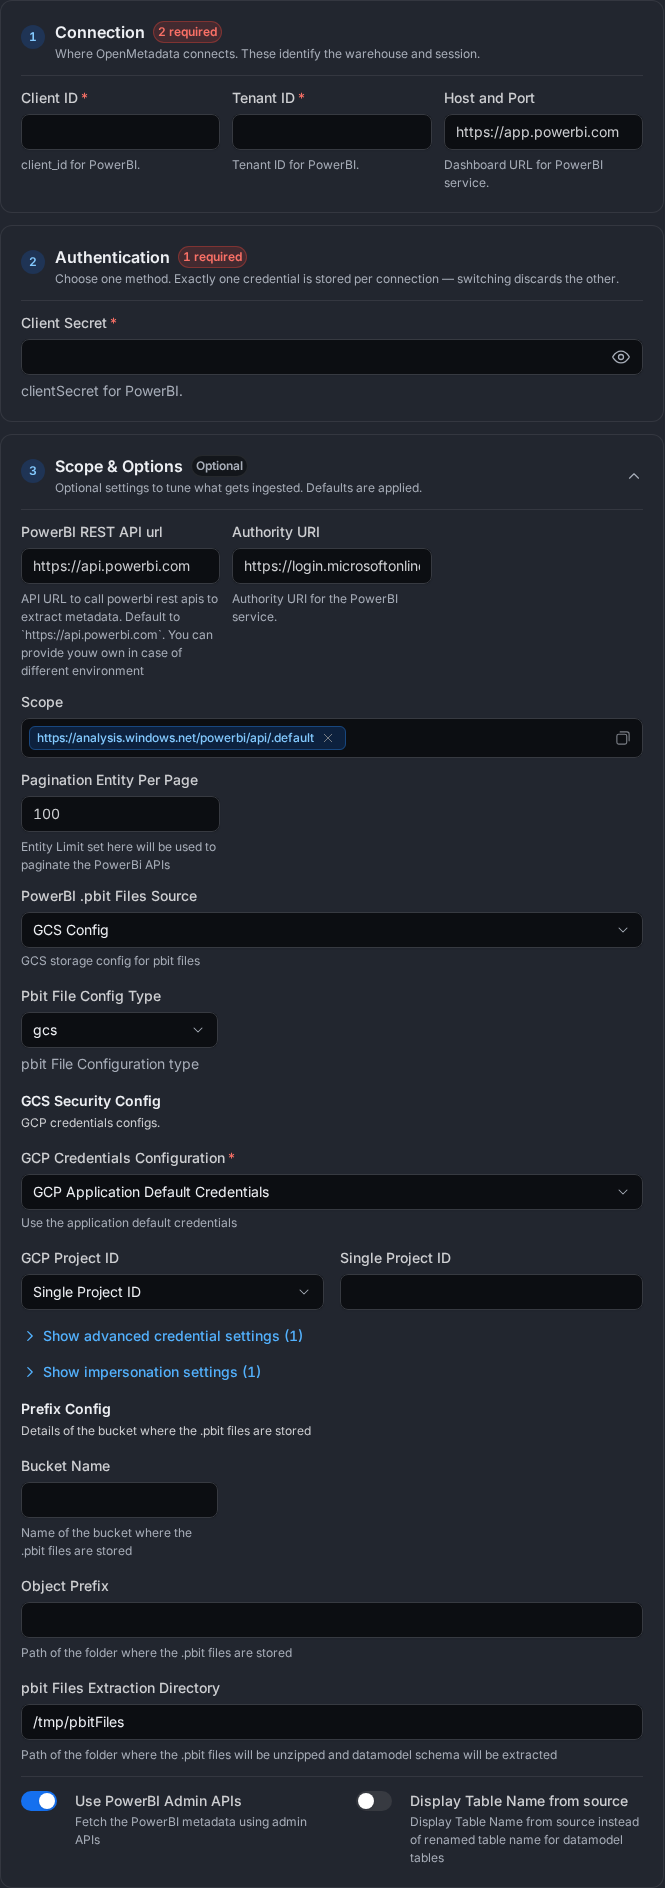 1
Connection
2 required
Where OpenMetadata connects. These identify the warehouse and session.
Client ID *
Tenant ID *
Host and Port
https://app.powerbi.com
client_id for PowerBI.
Tenant ID for PowerBI.
Dashboard URL for PowerBI
service.
2
Authentication
1 required
Choose one method. Exactly one credential is stored per connection — switching discards the other.
Client Secret *
clientSecret for PowerBI.
3
Scope & Options
Optional
Optional settings to tune what gets ingested. Defaults are applied.
PowerBI REST API url
Authority URI
https://api.powerbi.com
https://login.microsoftonline
API URL to call powerbi rest apis to
extract metadata. Default to
`https://api.powerbi.com`. You can
provide youw own in case of
different environment
Authority URI for the PowerBI
service.
Scope
https://analysis.windows.net/powerbi/api/.default
Pagination Entity Per Page
100
Entity Limit set here will be used to
paginate the PowerBi APIs
PowerBI .pbit Files Source
GCS Config
GCS storage config for pbit files
Pbit File Config Type
gcs
pbit File Configuration type
GCS Security Config
GCP credentials configs.
GCP Credentials Configuration *
GCP Application Default Credentials
Use the application default credentials
GCP Project ID
Single Project ID
Single Project ID
Show advanced credential settings (1)
Show impersonation settings (1)
Prefix Config
Details of the bucket where the .pbit files are stored
Bucket Name
Name of the bucket where the
.pbit files are stored
Object Prefix
Path of the folder where the .pbit files are stored
pbit Files Extraction Directory
/tmp/pbitFiles
Path of the folder where the .pbit files will be unzipped and datamodel schema will be extracted
Use PowerBI Admin APIs
Fetch the PowerBI metadata using admin
APIs
Display Table Name from source
Display Table Name from source instead
of renamed table name for datamodel
tables